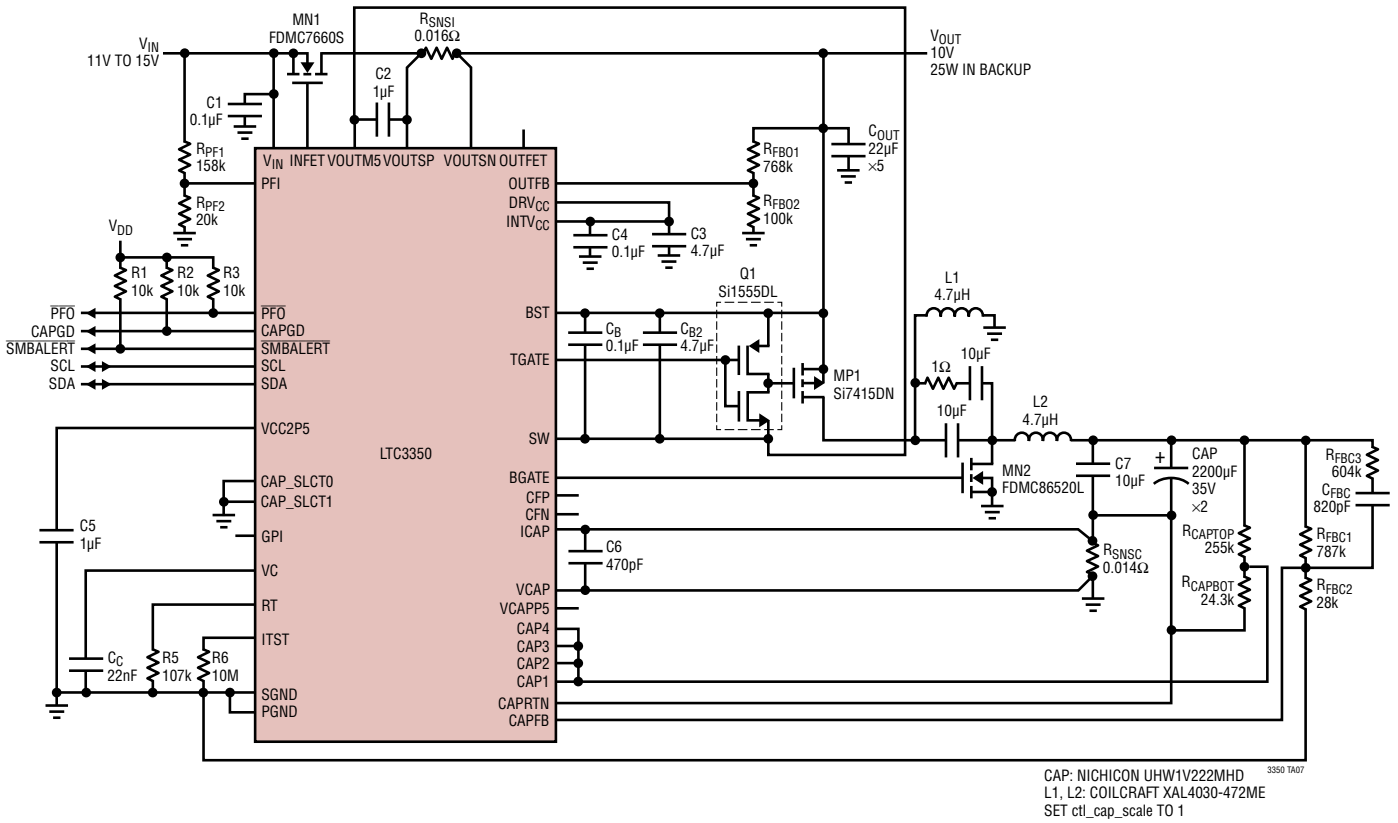 MN1
FDMC7660S
RSNSI
0.016Ω
VIN
11V TO 15V
VOUT
10V
25W IN BACKUP
C2
1µF
C1
0.1µF
COUT
22µF
×5
RPF1
158k
RPF2
20k
VIN INFET VOUTM5 VOUTSP VOUTSN OUTFET
PFI
OUTFB
DRVCC
INTVCC
RFBO1
768k
RFBO2
100k
C4
0.1µF
C3
4.7µF
VDD
R1
10k
R2
10k
R3
10k
Q1
Si1555DL
L1
4.7µH
PFO
CAPGD
SMBALERT
SCL
SDA
PFO
CAPGD
SMBALERT
SCL
SDA
BST
CB
0.1µF
CB2
4.7µF
TGATE
MP1
Si7415DN
1Ω
10µF
10µF
L2
4.7µH
VCC2P5
LTC3350
SW
BGATE
MN2
FDMC86520L
C7
10µF
+
CAP
2200µF
35V
×2
RFBC3
604k
CFBC
820pF
CAP_SLCT0
CAP_SLCT1
CFP
CFN
ICAP
C5
1µF
GPI
C6
470pF
RSNSC
0.014Ω
RCAPTOP
255k
RFBC1
787k
VC
VCAP
RCAPBOT
24.3k
RFBC2
28k
RT
VCAPP5
ITST
CAP4
CAP3
CAP2
CAP1
CC
22nF
R5
107k
R6
10M
SGND
PGND
CAPRTN
CAPFB
3350 TA07
CAP: NICHICON UHW1V222MHD
L1, L2: COILCRAFT XAL4030-472ME
SET ctl_cap_scale TO 1